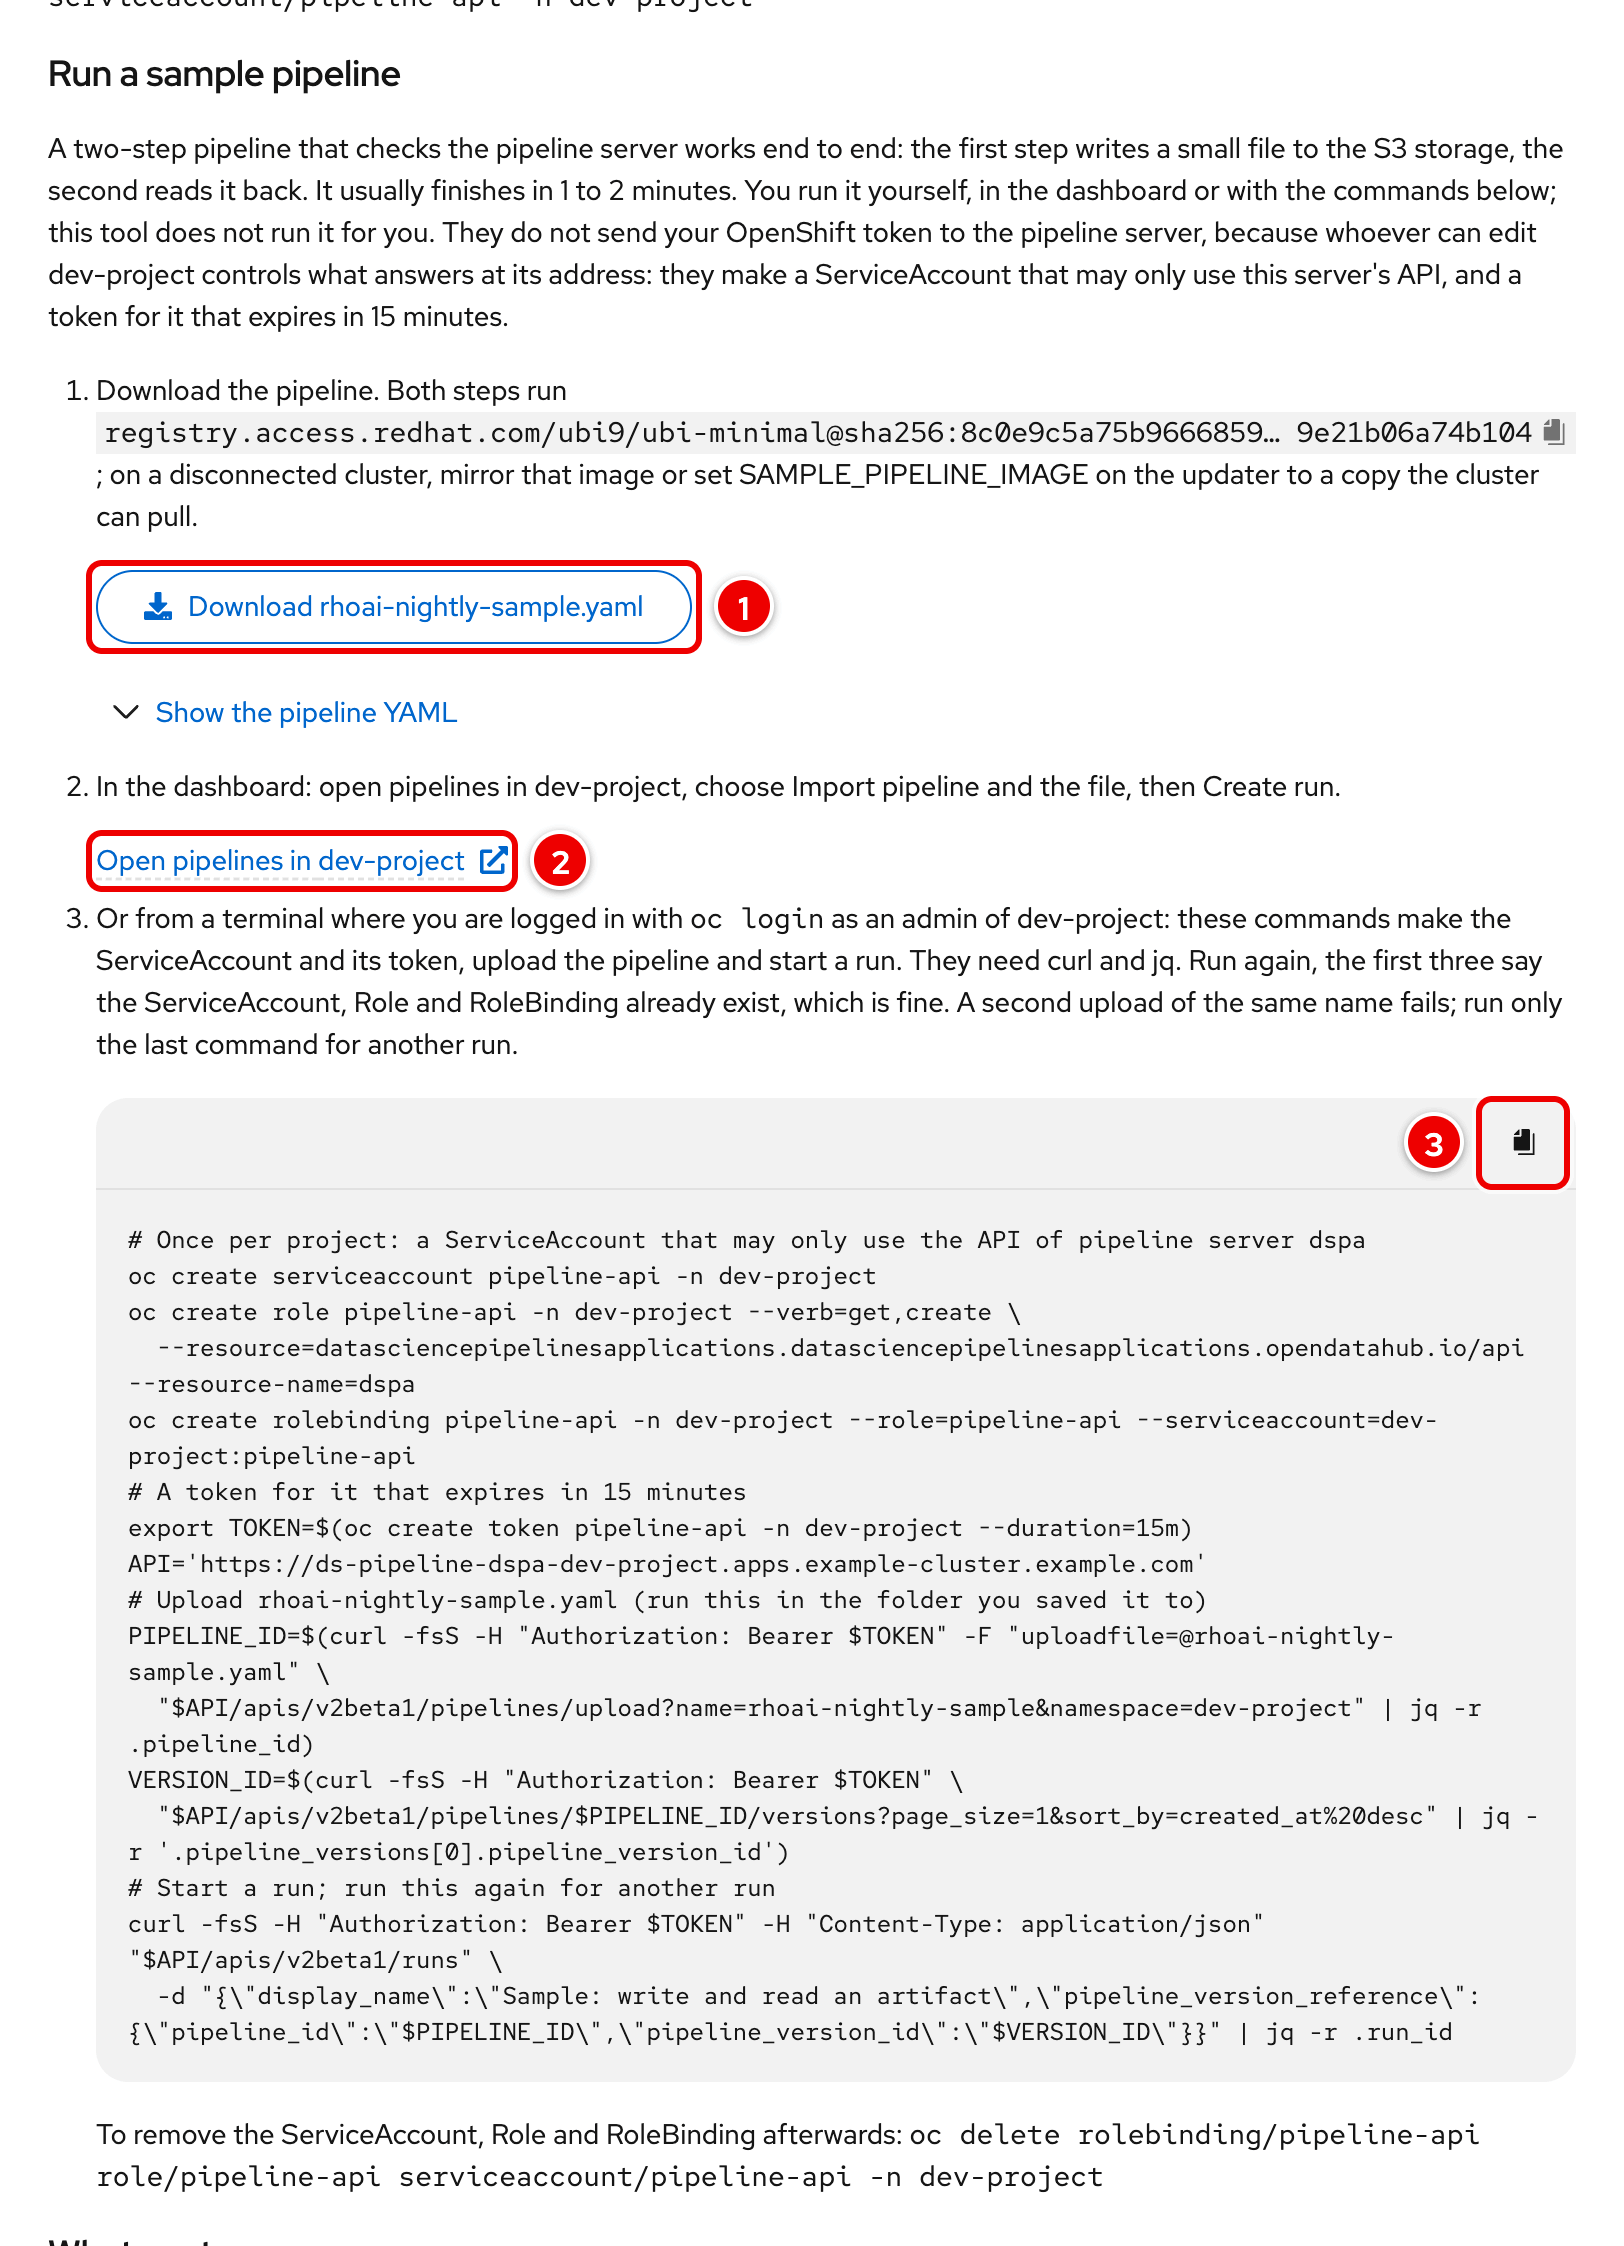 serviceaccount/pipeline-api -n dev-project
Run a sample pipeline
A two-step pipeline that checks the pipeline server works end to end: the first step writes a small file to the S3 storage, the
second reads it back. It usually finishes in 1 to 2 minutes. You run it yourself, in the dashboard or with the commands below;
this tool does not run it for you. They do not send your OpenShift token to the pipeline server, because whoever can edit
dev-project controls what answers at its address: they make a ServiceAccount that may only use this server's API, and a
token for it that expires in 15 minutes.
1. Download the pipeline. Both steps run
registry.access.redhat.com/ubi9/ubi-minimal@sha256:8c0e9c5a75b9666859… 9e21b06a74b104
; on a disconnected cluster, mirror that image or set SAMPLE_PIPELINE_IMAGE on the updater to a copy the cluster
can pull.
Download rhoai-nightly-sample.yaml
1
Show the pipeline YAML
2. In the dashboard: open pipelines in dev-project, choose Import pipeline and the file, then Create run.
Open pipelines in dev-project
2
3. Or from a terminal where you are logged in with oc login as an admin of dev-project: these commands make the
ServiceAccount and its token, upload the pipeline and start a run. They need curl and jq. Run again, the first three say
the ServiceAccount, Role and RoleBinding already exist, which is fine. A second upload of the same name fails; run only
the last command for another run.
3
# Once per project: a ServiceAccount that may only use the API of pipeline server dspa
oc create serviceaccount pipeline-api -n dev-project
oc create role pipeline-api -n dev-project --verb=get,create \
  --resource=datasciencepipelinesapplications.datasciencepipelinesapplications.opendatahub.io/api
--resource-name=dspa
oc create rolebinding pipeline-api -n dev-project --role=pipeline-api --serviceaccount=dev-
project:pipeline-api
# A token for it that expires in 15 minutes
export TOKEN=$(oc create token pipeline-api -n dev-project --duration=15m)
API='https://ds-pipeline-dspa-dev-project.apps.example-cluster.example.com'
# Upload rhoai-nightly-sample.yaml (run this in the folder you saved it to)
PIPELINE_ID=$(curl -fsS -H "Authorization: Bearer $TOKEN" -F "uploadfile=@rhoai-nightly-
sample.yaml" \
  "$API/apis/v2beta1/pipelines/upload?name=rhoai-nightly-sample&namespace=dev-project" | jq -r
.pipeline_id)
VERSION_ID=$(curl -fsS -H "Authorization: Bearer $TOKEN" \
  "$API/apis/v2beta1/pipelines/$PIPELINE_ID/versions?page_size=1&sort_by=created_at%20desc" | jq -
r '.pipeline_versions[0].pipeline_version_id')
# Start a run; run this again for another run
curl -fsS -H "Authorization: Bearer $TOKEN" -H "Content-Type: application/json"
"$API/apis/v2beta1/runs" \
  -d "{\"display_name\":\"Sample: write and read an artifact\",\"pipeline_version_reference\":
{\"pipeline_id\":\"$PIPELINE_ID\",\"pipeline_version_id\":\"$VERSION_ID\"}}" | jq -r .run_id
To remove the ServiceAccount, Role and RoleBinding afterwards: oc delete rolebinding/pipeline-api
role/pipeline-api serviceaccount/pipeline-api -n dev-project